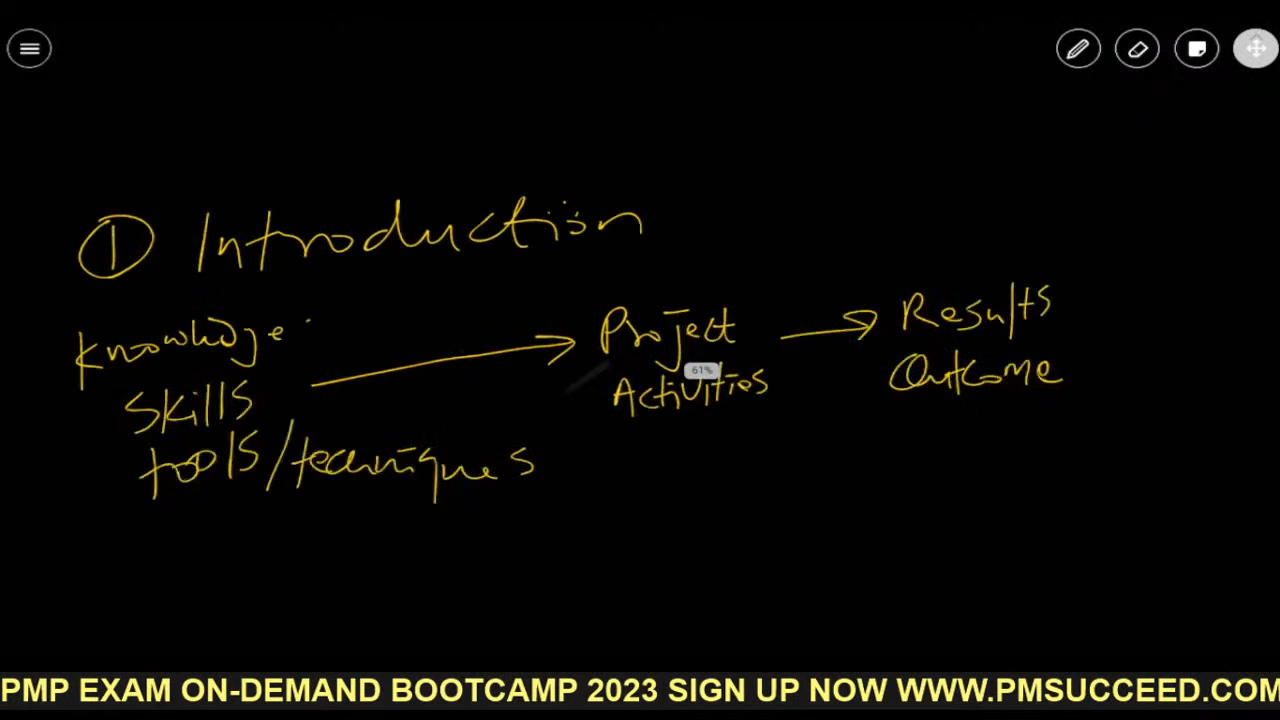 ① Introduction
Knowledge
Skills
tools/techniques
Project
Activities
Results
Outcome
61%
PMP EXAM ON-DEMAND BOOTCAMP 2023 SIGN UP NOW WWW.PMSUCCEED.COM